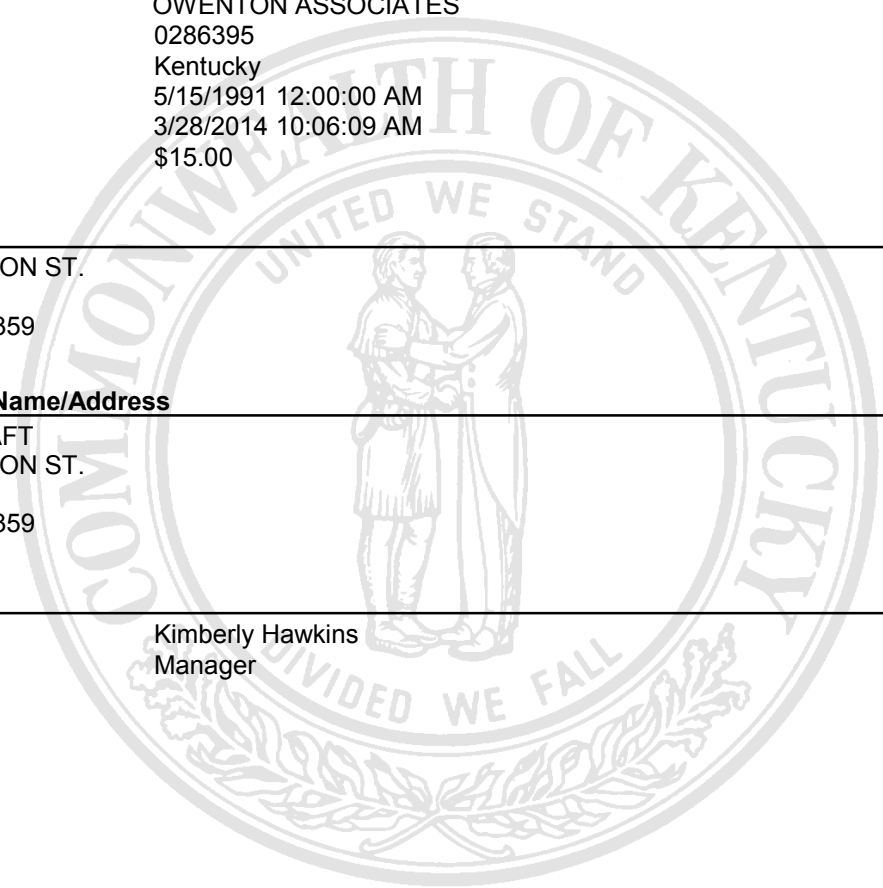 OWENTON ASSOCIATES
0286395
Kentucky
5/15/1991 12:00:00 AM
3/28/2014 10:06:09 AM
$15.00
COMMONWEALTH OF KENTUCKY
UNITED WE STAND
DIVIDED WE FALL
ON ST.
359
Name/Address
AFT
ON ST.
359
Kimberly Hawkins
Manager